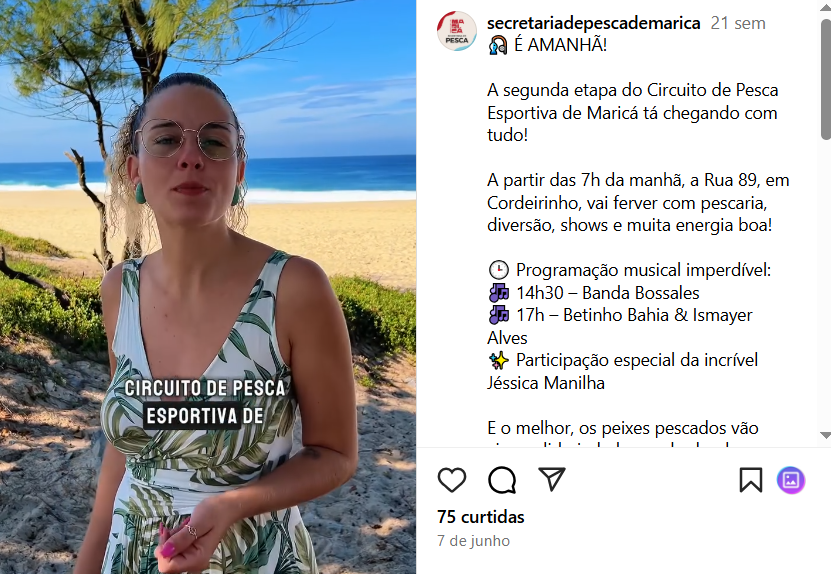 secretariadepescademarica 21 sem
É AMANHÃ!
A segunda etapa do Circuito de Pesca
Esportiva de Maricá tá chegando com
tudo!
A partir das 7h da manhã, a Rua 89, em
Cordeirinho, vai ferver com pescaria,
diversão, shows e muita energia boa!
Programação musical imperdível:
14h30 – Banda Bossales
17h – Betinho Bahia & Ismayer
Alves
Participação especial da incrível
Jéssica Manilha
E o melhor, os peixes pescados vão
75 curtidas
7 de junho
CIRCUITO DE PESCA
ESPORTIVA DE
MARICÁ
PESCA